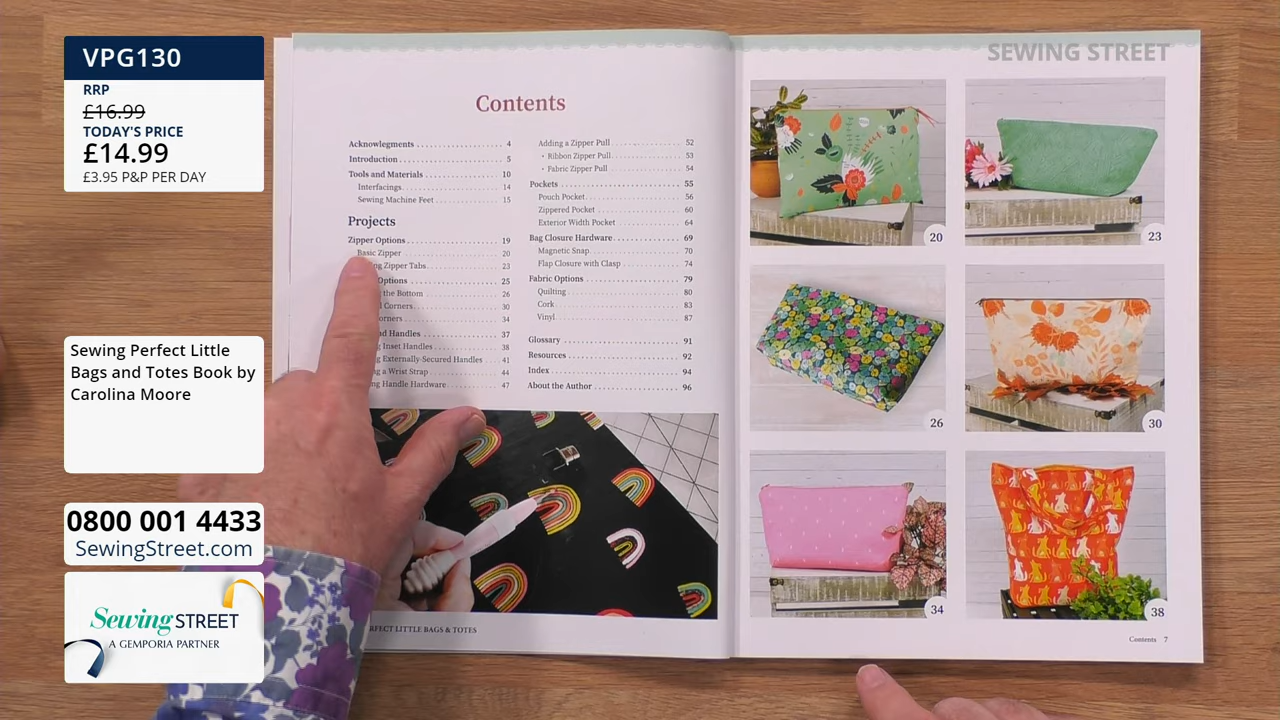 VPG130
RRP
£16.99
TODAY'S PRICE
£14.99
£3.95 P&P PER DAY
Sewing Perfect Little
Bags and Totes Book by
Carolina Moore
0800 001 4433
SewingStreet.com
Sewing STREET
A GEMPORIA PARTNER
SEWING STREET
Contents
Acknowlegments 4
Introduction 5
Tools and Materials 10
Interfacings 14
Sewing Machine Feet 15
Projects
Zipper Options 19
Basic Zipper 20
Zipper Tabs 23
Options 25
the Bottom 26
Corners 30
34
Handles 37
Inset Handles 38
Externally-Secured Handles 41
a Wrist Strap 44
Handle Hardware 47
Adding a Zipper Pull 52
• Ribbon Zipper Pull 53
• Fabric Zipper Pull 54
Pockets 55
Pouch Pocket 56
Zippered Pocket 60
Exterior Width Pocket 64
Bag Closure Hardware 69
Magnetic Snap 70
Flap Closure with Clasp 74
Fabric Options 79
Quilting 80
Cork 83
Vinyl 87
Glossary 91
Resources 92
Index 94
About the Author 96
LITTLE BAGS & TOTES
20
23
26
30
34
38
Contents 7